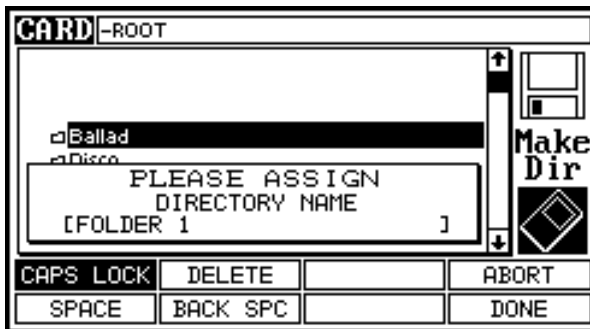 CARD -ROOT
Ballad
Disco
Make
Dir
PLEASE ASSIGN
DIRECTORY NAME
[FOLDER 1 ]
CAPS LOCK DELETE ABORT
SPACE BACK SPC DONE